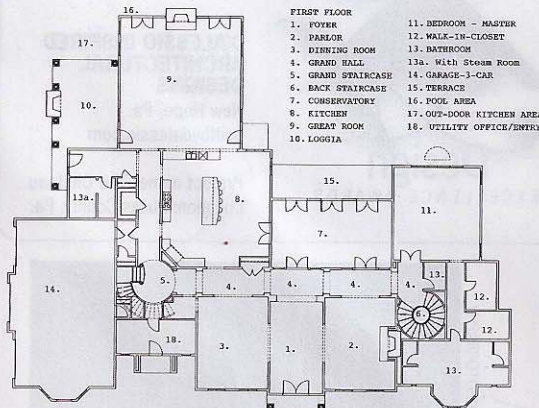 FIRST FLOOR
1. FOYER
2. PARLOR
3. DINNING ROOM
4. GRAND HALL
5. GRAND STAIRCASE
6. BACK STAIRCASE
7. CONSERVATORY
8. KITCHEN
9. GREAT ROOM
10. LOGGIA
11. BEDROOM - MASTER
12. WALK-IN-CLOSET
13. BATHROOM
13a. With Steam Room
14. GARAGE-3-CAR
15. TERRACE
16. POOL AREA
17. OUT-DOOR KITCHEN AREA
18. UTILITY OFFICE/ENTRY
16.
17.
9.
10.
15.
11.
13a.
8.
7.
14.
5.
4.
4.
4.
4.
13.
12.
6.
12.
18.
3.
1.
2.
13.